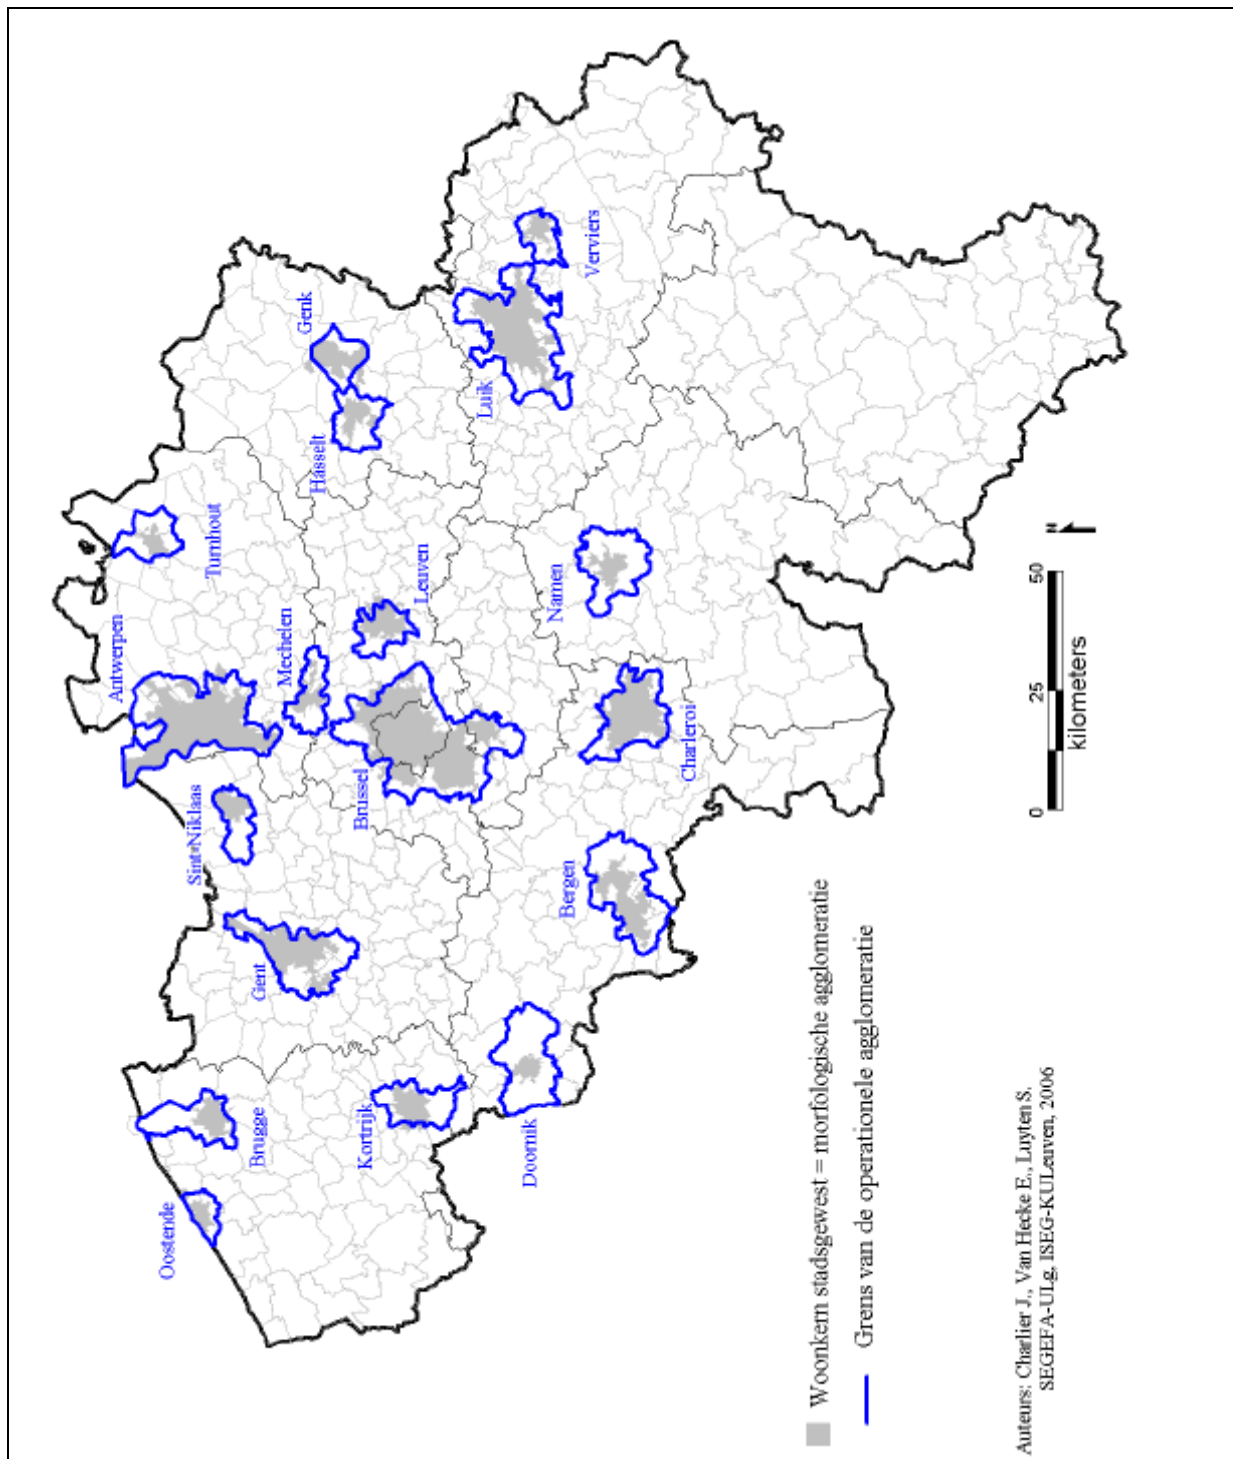 Oostende
Brugge
Kortrijk
Doornik
Gent
Sint-Niklaas
Antwerpen
Mechelen
Brussel
Leuven
Turnhout
Hasselt
Genk
Luik
Verviers
Namen
Charleroi
Bergen
Woonkern stadsgewest = morfologische agglomeratie
Grens van de operationele agglomeratie
0 25 50
kilometers
N
Auteurs: Charlier J., Van Hecke E., Luyten S.
SEGEFA-ULg, ISEG-KULeuven, 2006